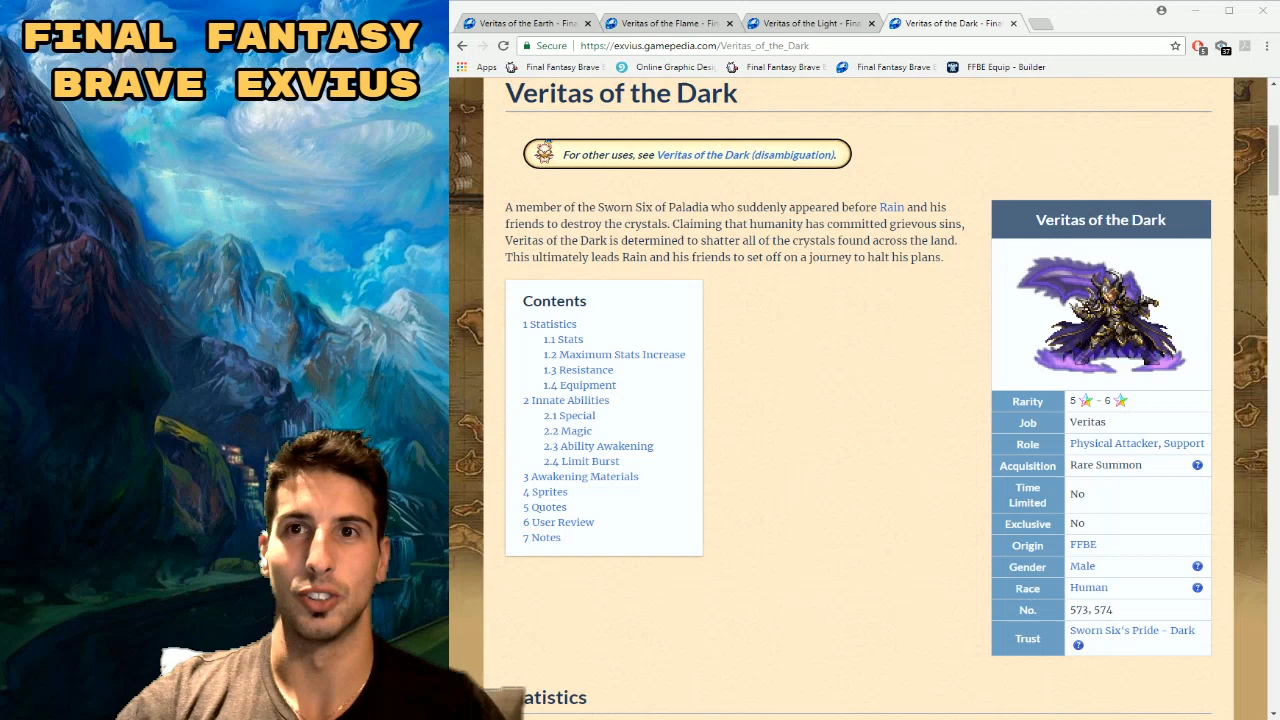 FINAL FANTASY
BRAVE EXVIUS
Veritas of the Earth - Fina
Veritas of the Flame - Fin
Veritas of the Light - Final
Veritas of the Dark - Final
Secure
https://exvius.gamepedia.com/Veritas_of_the_Dark
Apps
Final Fantasy Brave E
Online Graphic Desi
Final Fantasy Brave E
Final Fantasy Brave E
FFBE Equip - Builder
Veritas of the Dark
For other uses, see Veritas of the Dark (disambiguation).
A member of the Sworn Six of Paladia who suddenly appeared before Rain and his
friends to destroy the crystals. Claiming that humanity has committed grievous sins,
Veritas of the Dark is determined to shatter all of the crystals found across the land.
This ultimately leads Rain and his friends to set off on a journey to halt his plans.
Contents
1 Statistics
1.1 Stats
1.2 Maximum Stats Increase
1.3 Resistance
1.4 Equipment
2 Innate Abilities
2.1 Special
2.2 Magic
2.3 Ability Awakening
2.4 Limit Burst
3 Awakening Materials
4 Sprites
5 Quotes
6 User Review
7 Notes
Veritas of the Dark
Rarity 5 - 6
Job Veritas
Role Physical Attacker, Support
Acquisition Rare Summon ?
Time
Limited No
Exclusive No
Origin FFBE
Gender Male ?
Race Human ?
No. 573, 574
Trust Sworn Six's Pride - Dark
?
atistics